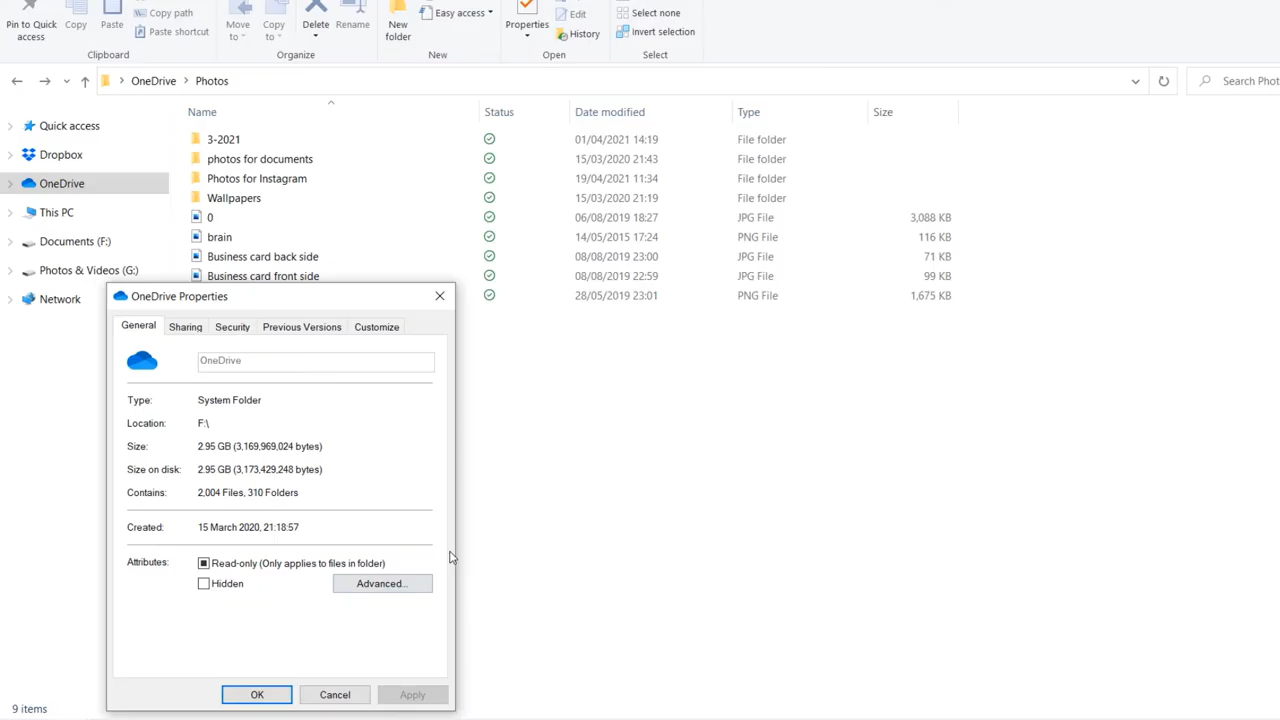 Pin to Quick access
Copy
Paste
Copy path
Paste shortcut
Clipboard
Move to
Copy to
Delete
Rename
Organize
New folder
Easy access
New
Properties
Edit
History
Open
Select none
Invert selection
Select
OneDrive > Photos
Search Phot
Name Status Date modified Type Size
Quick access
Dropbox
OneDrive
This PC
Documents (F:)
Photos & Videos (G:)
Network
3-2021 01/04/2021 14:19 File folder
photos for documents 15/03/2020 21:43 File folder
Photos for Instagram 19/04/2021 11:34 File folder
Wallpapers 15/03/2020 21:19 File folder
0 06/08/2019 18:27 JPG File 3,088 KB
brain 14/05/2015 17:24 PNG File 116 KB
Business card back side 08/08/2019 23:00 JPG File 71 KB
Business card front side 08/08/2019 22:59 JPG File 99 KB
28/05/2019 23:01 PNG File 1,675 KB
OneDrive Properties
General Sharing Security Previous Versions Customize
OneDrive
Type: System Folder
Location: F:\
Size: 2.95 GB (3,169,969,024 bytes)
Size on disk: 2.95 GB (3,173,429,248 bytes)
Contains: 2,004 Files, 310 Folders
Created: 15 March 2020, 21:18:57
Attributes: Read-only (Only applies to files in folder)
Hidden Advanced...
OK Cancel Apply
9 items